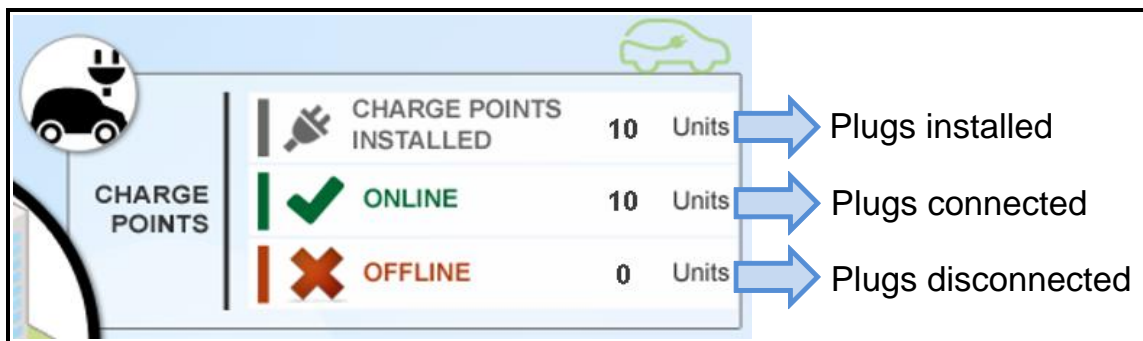 CHARGE POINTS
INSTALLED
10 Units
Plugs installed
CHARGE
POINTS
ONLINE
10 Units
Plugs connected
OFFLINE
0 Units
Plugs disconnected